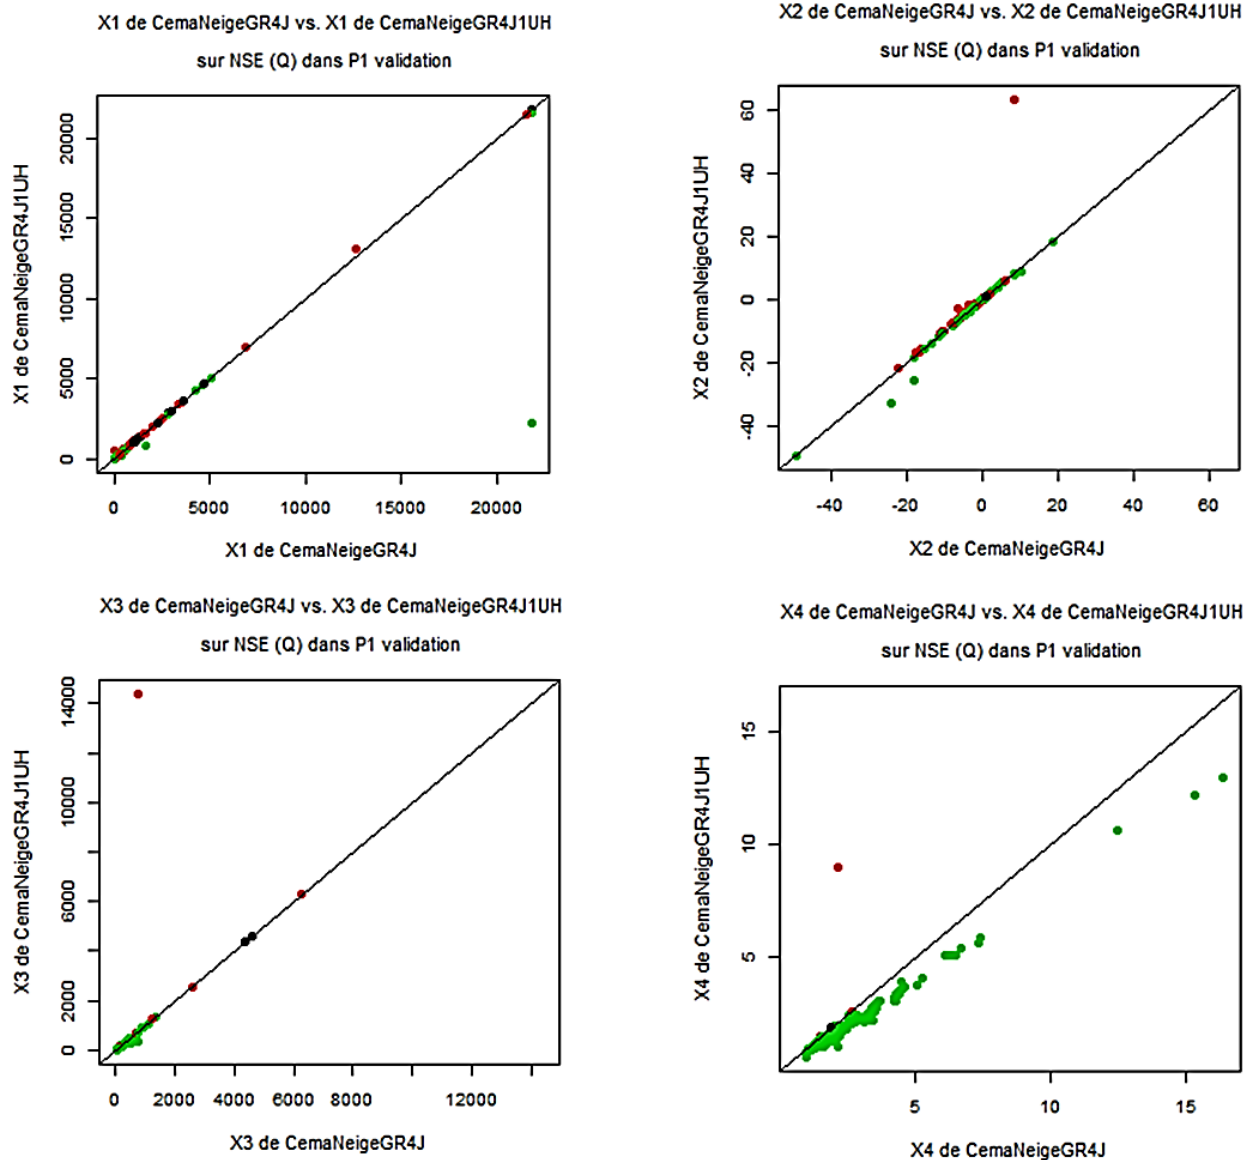 X1 de CemaNeigeGR4J vs. X1 de CemaNeigeGR4J1UH
sur NSE (Q) dans P1 validation
X1 de CemaNeigeGR4J1UH
20000
15000
10000
5000
0
0 5000 10000 15000 20000
X1 de CemaNeigeGR4J
X2 de CemaNeigeGR4J vs. X2 de CemaNeigeGR4J1UH
sur NSE (Q) dans P1 validation
X2 de CemaNeigeGR4J1UH
60
40
20
0
-20
-40
-40 -20 0 20 40 60
X2 de CemaNeigeGR4J
X3 de CemaNeigeGR4J vs. X3 de CemaNeigeGR4J1UH
sur NSE (Q) dans P1 validation
X3 de CemaNeigeGR4J1UH
14000
10000
6000
2000
0
0 2000 4000 6000 8000 12000
X3 de CemaNeigeGR4J
X4 de CemaNeigeGR4J vs. X4 de CemaNeigeGR4J1UH
sur NSE (Q) dans P1 validation
X4 de CemaNeigeGR4J1UH
15
10
5
5 10 15
X4 de CemaNeigeGR4J